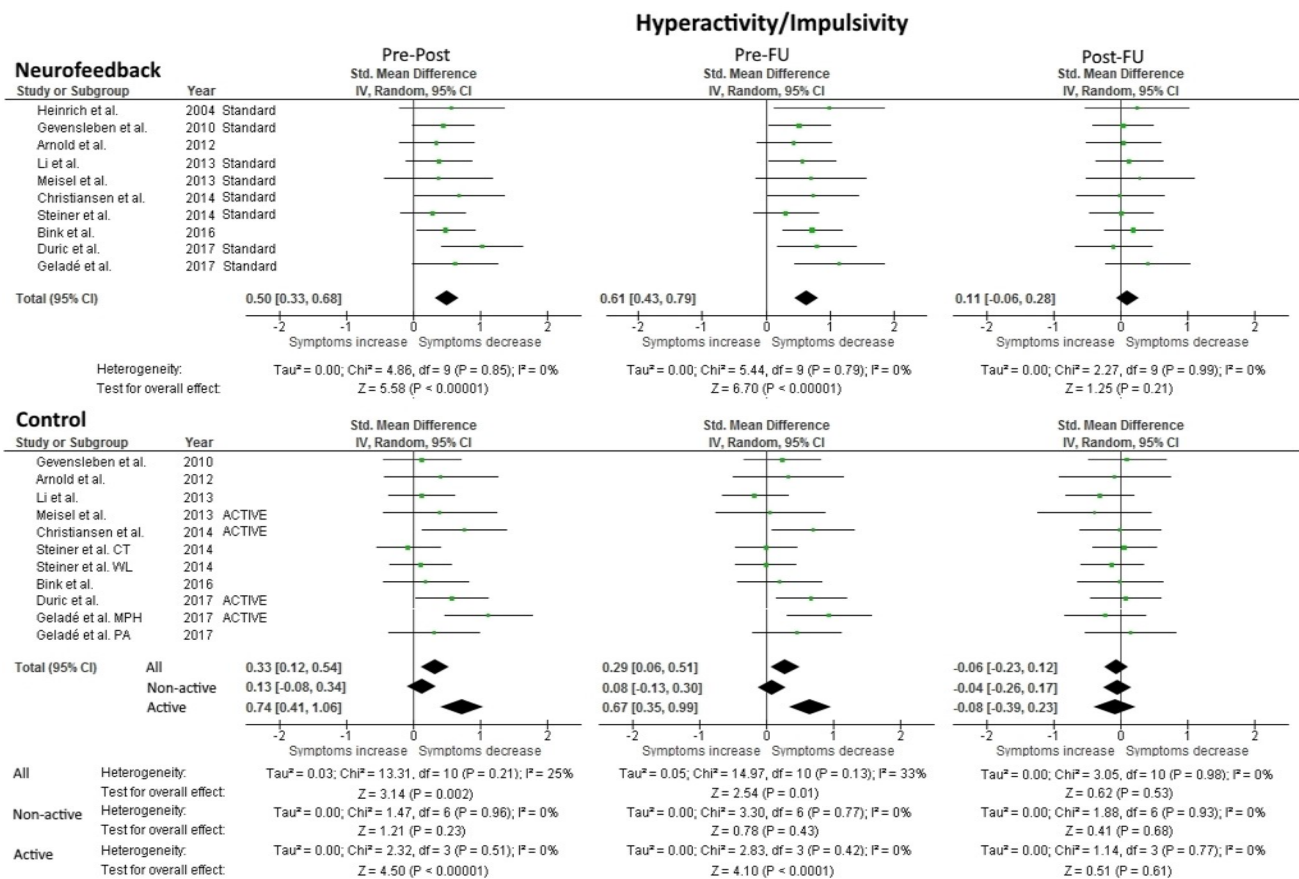 Hyperactivity/Impulsivity
Pre-Post Pre-FU Post-FU
Neurofeedback Std. Mean Difference Std. Mean Difference Std. Mean Difference
Study or Subgroup Year IV, Random, 95% CI IV, Random, 95% CI IV, Random, 95% CI
Heinrich et al. 2004 Standard
Gevensleben et al. 2010 Standard
Arnold et al. 2012
Li et al. 2013 Standard
Meisel et al. 2013 Standard
Christiansen et al. 2014 Standard
Steiner et al. 2014 Standard
Bink et al. 2016
Duric et al. 2017 Standard
Geladé et al. 2017 Standard
Total (95% CI) 0.50 [0.33, 0.68] 0.61 [0.43, 0.79] 0.11 [-0.06, 0.28]
-2 -1 0 1 2 -2 -1 0 1 2 -2 -1 0 1 2
Symptoms increase Symptoms decrease Symptoms increase Symptoms decrease Symptoms increase Symptoms decrease
Heterogeneity: Tau² = 0.00; Chi² = 4.86, df = 9 (P = 0.85); I² = 0% Tau² = 0.00; Chi² = 5.44, df = 9 (P = 0.79); I² = 0% Tau² = 0.00; Chi² = 2.27, df = 9 (P = 0.99); I² = 0%
Test for overall effect: Z = 5.58 (P < 0.00001) Z = 6.70 (P < 0.00001) Z = 1.25 (P = 0.21)
Control Std. Mean Difference Std. Mean Difference Std. Mean Difference
Study or Subgroup Year IV, Random, 95% CI IV, Random, 95% CI IV, Random, 95% CI
Gevensleben et al. 2010
Arnold et al. 2012
Li et al. 2013
Meisel et al. 2013 ACTIVE
Christiansen et al. 2014 ACTIVE
Steiner et al. CT 2014
Steiner et al. WL 2014
Bink et al. 2016
Duric et al. 2017 ACTIVE
Geladé et al. MPH 2017 ACTIVE
Geladé et al. PA 2017
Total (95% CI) All 0.33 [0.12, 0.54] 0.29 [0.06, 0.51] -0.06 [-0.23, 0.12]
Non-active 0.13 [-0.08, 0.34] 0.08 [-0.13, 0.30] -0.04 [-0.26, 0.17]
Active 0.74 [0.41, 1.06] 0.67 [0.35, 0.99] -0.08 [-0.39, 0.23]
-2 -1 0 1 2 -2 -1 0 1 2 -2 -1 0 1 2
Symptoms increase Symptoms decrease Symptoms increase Symptoms decrease Symptoms increase Symptoms decrease
All Heterogeneity: Tau² = 0.03; Chi² = 13.31, df = 10 (P = 0.21); I² = 25% Tau² = 0.05; Chi² = 14.97, df = 10 (P = 0.13); I² = 33% Tau² = 0.00; Chi² = 3.05, df = 10 (P = 0.98); I² = 0%
Test for overall effect: Z = 3.14 (P = 0.002) Z = 2.54 (P = 0.01) Z = 0.62 (P = 0.53)
Non-active Heterogeneity: Tau² = 0.00; Chi² = 1.47, df = 6 (P = 0.96); I² = 0% Tau² = 0.00; Chi² = 3.30, df = 6 (P = 0.77); I² = 0% Tau² = 0.00; Chi² = 1.88, df = 6 (P = 0.93); I² = 0%
Test for overall effect: Z = 1.21 (P = 0.23) Z = 0.78 (P = 0.43) Z = 0.41 (P = 0.68)
Active Heterogeneity: Tau² = 0.00; Chi² = 2.32, df = 3 (P = 0.51); I² = 0% Tau² = 0.00; Chi² = 2.83, df = 3 (P = 0.42); I² = 0% Tau² = 0.00; Chi² = 1.14, df = 3 (P = 0.77); I² = 0%
Test for overall effect: Z = 4.50 (P < 0.00001) Z = 4.10 (P < 0.0001) Z = 0.51 (P = 0.61)